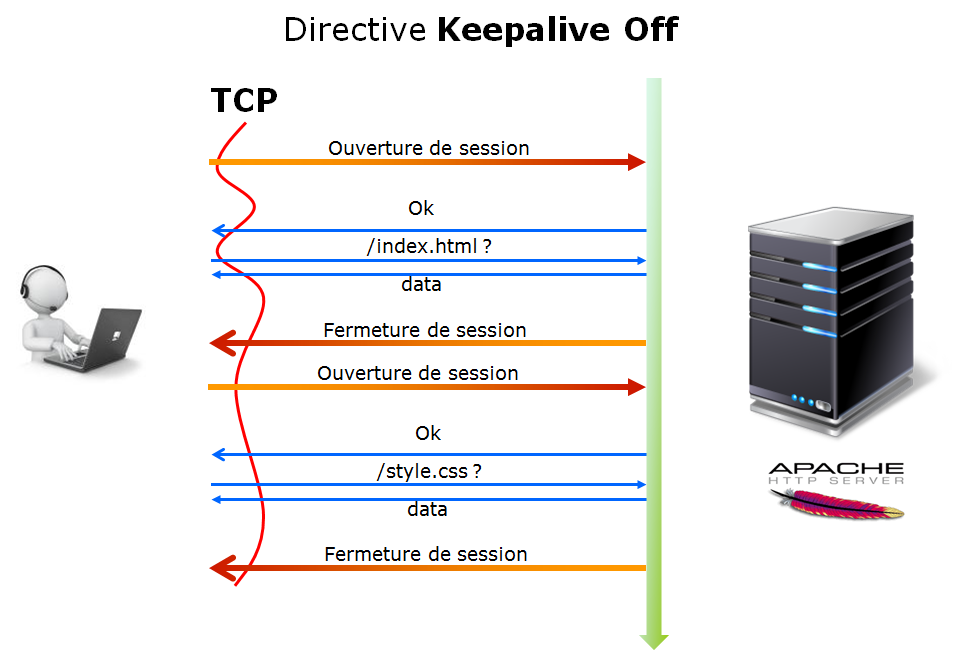 Directive Keepalive Off
TCP
Ouverture de session
Ok
/index.html ?
data
Fermeture de session
Ouverture de session
Ok
/style.css ?
data
Fermeture de session
APACHE
HTTP SERVER